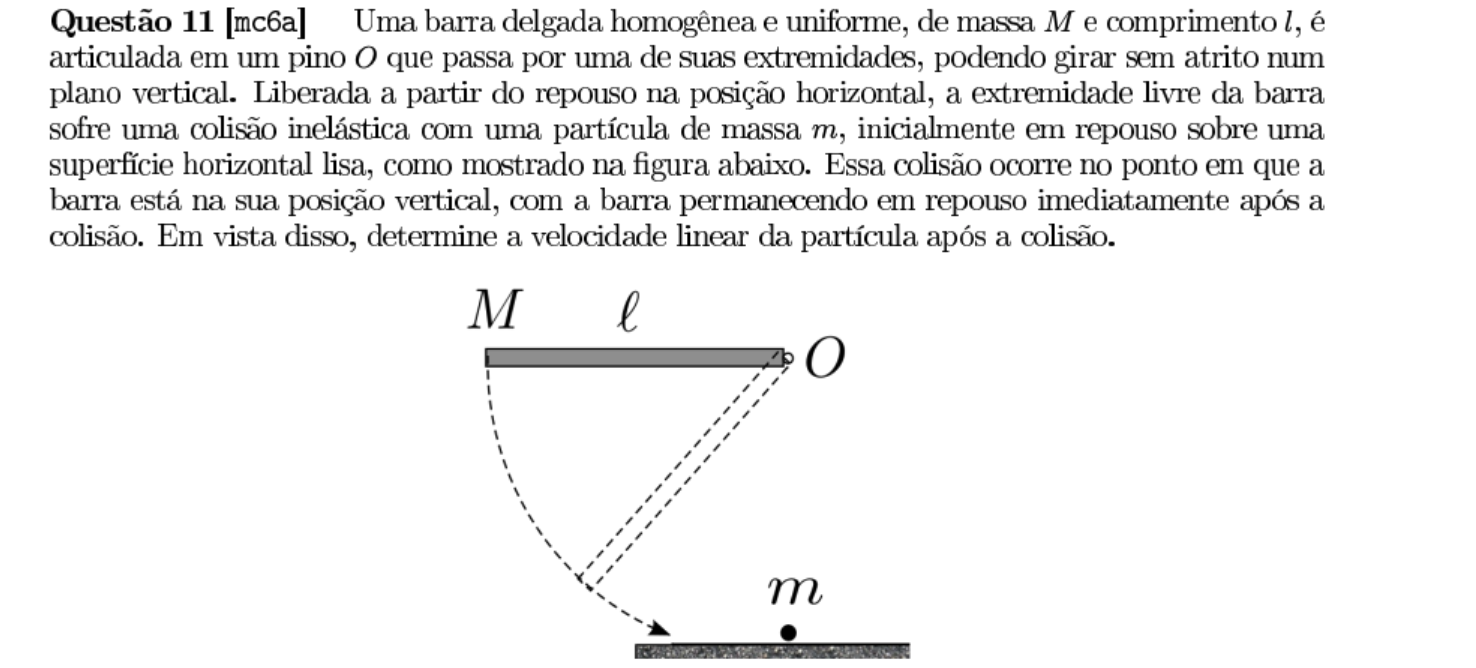 Questão 11 [mc6a] Uma barra delgada homogênea e uniforme, de massa M e comprimento l, é
articulada em um pino O que passa por uma de suas extremidades, podendo girar sem atrito num
plano vertical. Liberada a partir do repouso na posição horizontal, a extremidade livre da barra
sofre uma colisão inelástica com uma partícula de massa m, inicialmente em repouso sobre uma
superfície horizontal lisa, como mostrado na figura abaixo. Essa colisão ocorre no ponto em que a
barra está na sua posição vertical, com a barra permanecendo em repouso imediatamente após a
colisão. Em vista disso, determine a velocidade linear da partícula após a colisão.
M ℓ
O
m